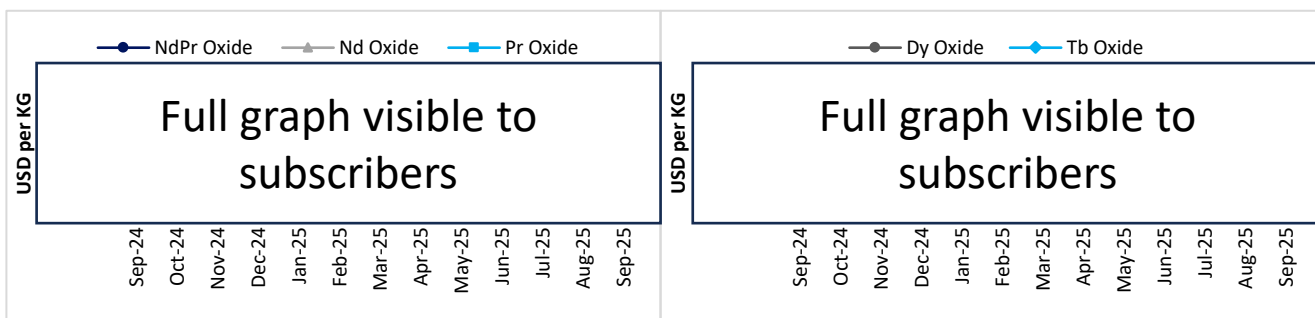 NdPr Oxide Nd Oxide Pr Oxide
USD per KG
Full graph visible to
subscribers
Sep-24 Oct-24 Nov-24 Dec-24 Jan-25 Feb-25 Mar-25 Apr-25 May-25 Jun-25 Jul-25 Aug-25 Sep-25
Dy Oxide Tb Oxide
USD per KG
Full graph visible to
subscribers
Sep-24 Oct-24 Nov-24 Dec-24 Jan-25 Feb-25 Mar-25 Apr-25 May-25 Jun-25 Jul-25 Aug-25 Sep-25